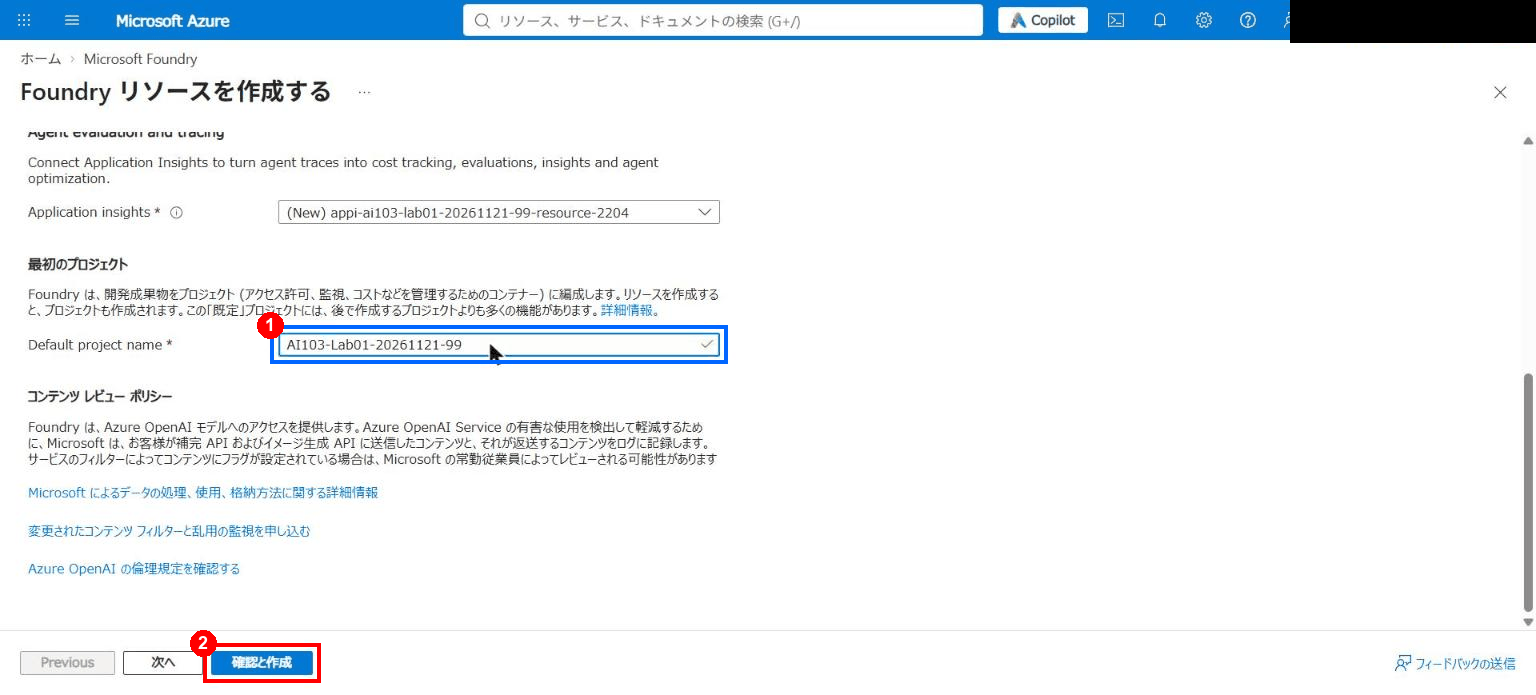 Microsoft Azure
リソース、サービス、ドキュメントの検索 (G+/)
Copilot
ホーム > Microsoft Foundry
Foundry リソースを作成する
...
Agent evaluation and tracing
Connect Application Insights to turn agent traces into cost tracking, evaluations, insights and agent
optimization.
Application insights *
(New) appi-ai103-lab01-20261121-99-resource-2204
最初のプロジェクト
Foundry は、開発成果物をプロジェクト (アクセス許可、監視、コストなどを管理するためのコンテナー) に編成します。リソースを作成する
と、プロジェクトも作成されます。この「既定」プロジェクトには、後で作成するプロジェクトよりも多くの機能があります。詳細情報。
1
Default project name *
AI103-Lab01-20261121-99
コンテンツ レビュー ポリシー
Foundry は、Azure OpenAI モデルへのアクセスを提供します。Azure OpenAI Service の有害な使用を検出して軽減するため
に、Microsoft は、お客様が補完 API およびイメージ生成 API に送信したコンテンツと、それが返送するコンテンツをログに記録します。
サービスのフィルターによってコンテンツにフラグが設定されている場合は、Microsoft の常勤従業員によってレビューされる可能性があります
Microsoft によるデータの処理、使用、格納方法に関する詳細情報
変更されたコンテンツ フィルターと乱用の監視を申し込む
Azure OpenAI の倫理規定を確認する
2
Previous
次へ
確認と作成
フィードバックの送信